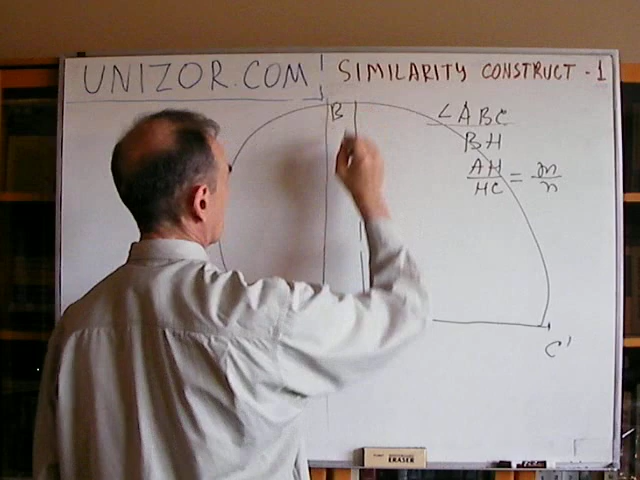 UNIZOR.COM
SIMILARITY CONSTRUCT - 1
B
∠ABC
BH
AH/HC = m/n
C'
ERASER